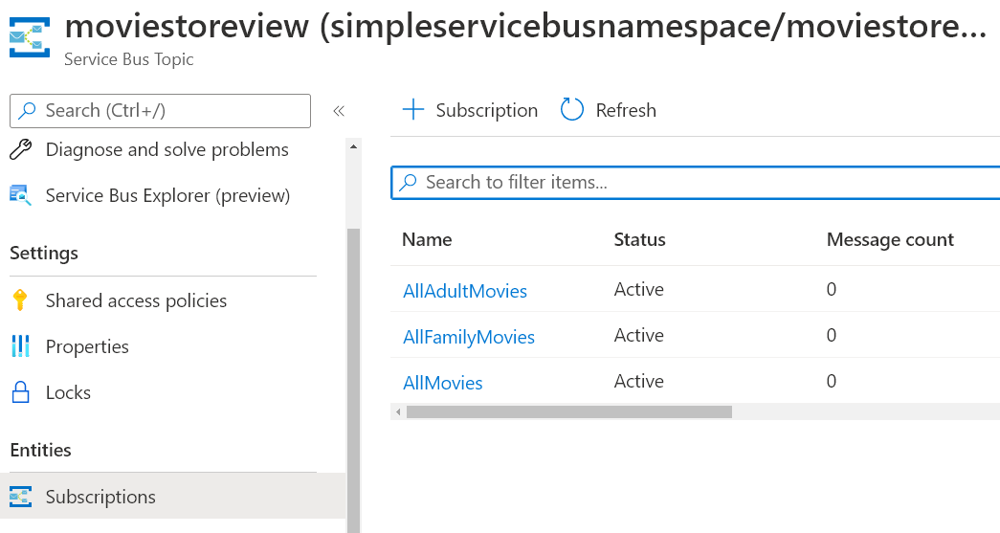 moviestoreview (simpleservicebusnamespace/moviestore...
Service Bus Topic
Search (Ctrl+/)
«
Diagnose and solve problems
Service Bus Explorer (preview)
Settings
Shared access policies
Properties
Locks
Entities
Subscriptions
+ Subscription Refresh
Search to filter items...
Name Status Message count
AllAdultMovies Active 0
AllFamilyMovies Active 0
AllMovies Active 0